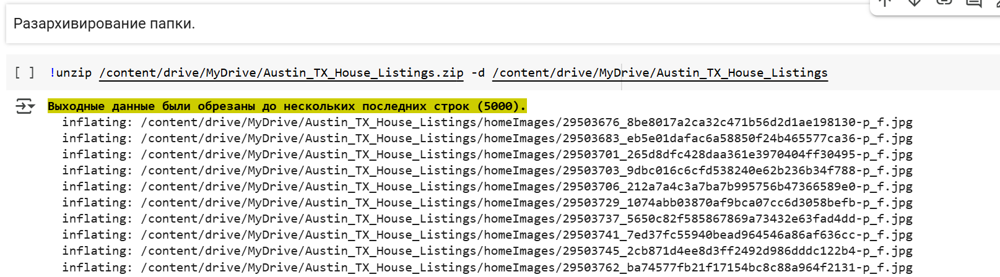 Разархивирование папки.
[ ] !unzip /content/drive/MyDrive/Austin_TX_House_Listings.zip -d /content/drive/MyDrive/Austin_TX_House_Listings
Выходные данные были обрезаны до нескольких последних строк (5000).
inflating: /content/drive/MyDrive/Austin_TX_House_Listings/homeImages/29503676_8be8017a2ca32c471b56d2d1ae198130-p_f.jpg
inflating: /content/drive/MyDrive/Austin_TX_House_Listings/homeImages/29503683_eb5e01dafac6a58850f24b465577ca36-p_f.jpg
inflating: /content/drive/MyDrive/Austin_TX_House_Listings/homeImages/29503701_265d8dfc428daa361e3970404ff30495-p_f.jpg
inflating: /content/drive/MyDrive/Austin_TX_House_Listings/homeImages/29503703_9dbc016c6cfd538240e62b236b34f788-p_f.jpg
inflating: /content/drive/MyDrive/Austin_TX_House_Listings/homeImages/29503706_212a7a4c3a7ba7b995756b47366589e0-p_f.jpg
inflating: /content/drive/MyDrive/Austin_TX_House_Listings/homeImages/29503729_1074abb03870af9bca07cc6d3058befb-p_f.jpg
inflating: /content/drive/MyDrive/Austin_TX_House_Listings/homeImages/29503737_5650c82f585867869a73432e63fad4dd-p_f.jpg
inflating: /content/drive/MyDrive/Austin_TX_House_Listings/homeImages/29503741_7ed37fc55940bead964546a86af636cc-p_f.jpg
inflating: /content/drive/MyDrive/Austin_TX_House_Listings/homeImages/29503745_2cb871d4ee8d3ff2492d986dddc122b4-p_f.jpg
inflating: /content/drive/MyDrive/Austin_TX_House_Listings/homeImages/29503762_ba74577fb21f17154bc8c88a964f2131-p_f.jpg